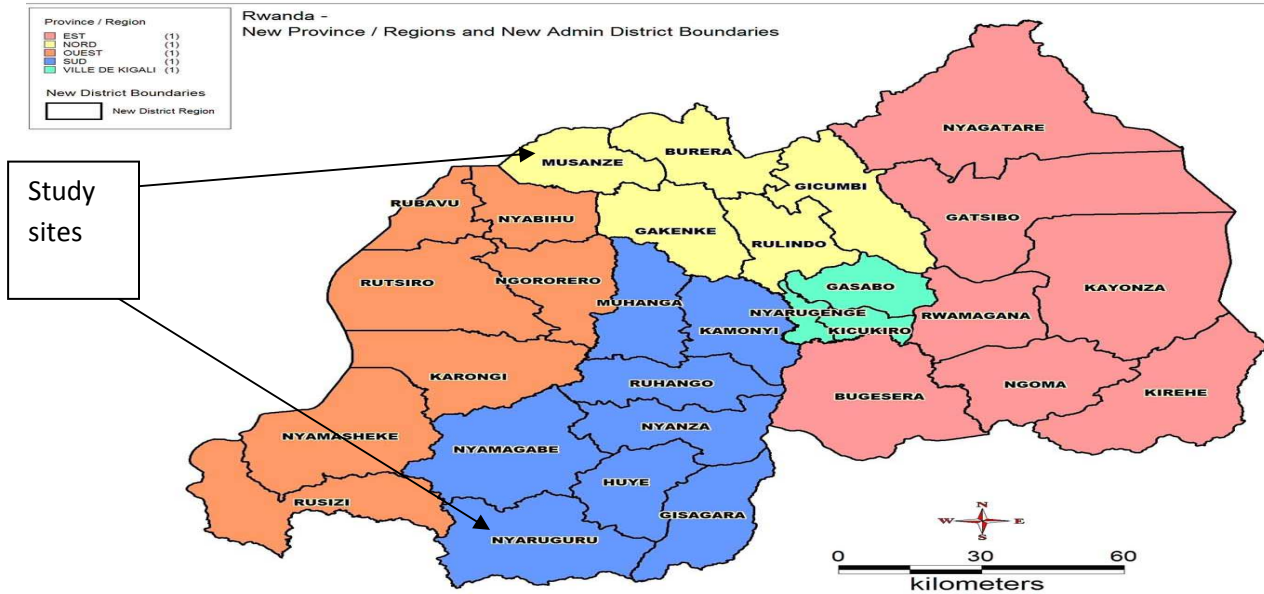 Rwanda -
New Province / Regions and New Admin District Boundaries
Province / Region
EST (1)
NORD (1)
OUEST (1)
SUD (1)
VILLE DE KIGALI (1)
New District Boundaries
New District Region
Study
sites
NYAGATARE
BURERA
MUSANZE
GICUMBI
RUBAVU
NYABIHU
GATSIBO
GAKENKE
RULINDO
RUTSIRO
NGORORERO
GASABO
KAYONZA
MUHANGA
NYARUGENGE
RWAMAGANA
KAMONYI
KICUKIRO
KARONGI
RUHANGO
BUGESERA
NGOMA
KIREHE
NYAMASHEKE
NYANZA
NYAMAGABE
HUYE
RUSIZI
GISAGARA
NYARUGURU
N
W E
S
0 30 60
kilometers